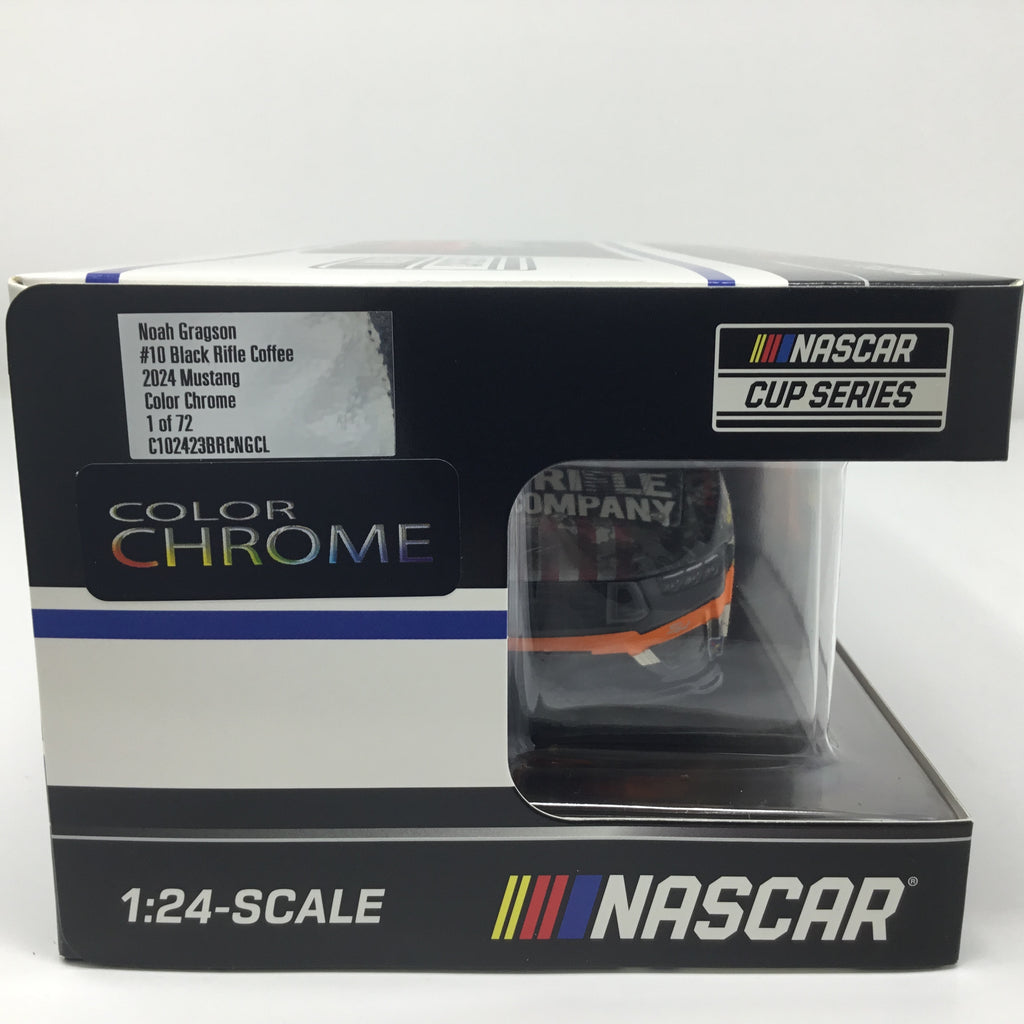 Noah Gragson
#10 Black Rifle Coffee
2024 Mustang
Color Chrome
1 of 72
C102423BRCNGCL
NASCAR
CUP SERIES
COLOR
CHROME
RIFLE
COMPANY
1:24-SCALE
NASCAR®